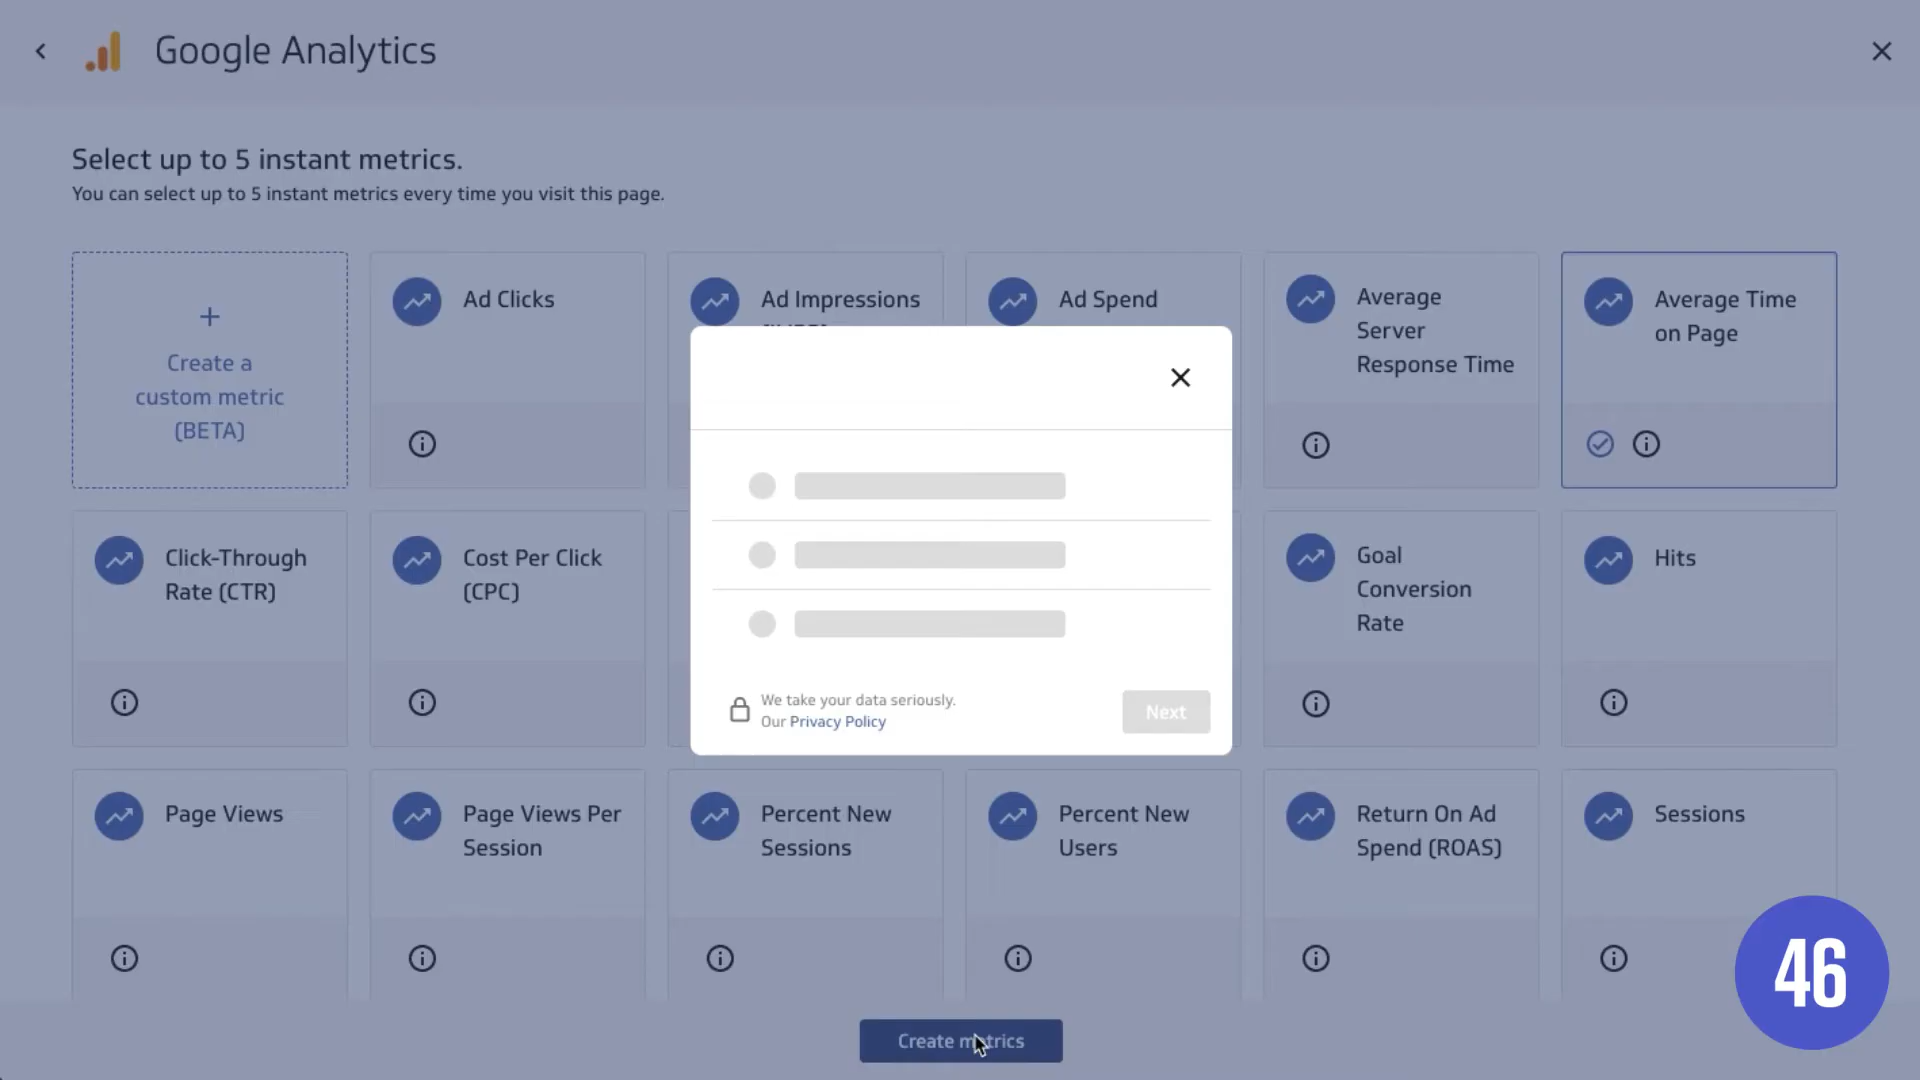 Google Analytics
Select up to 5 instant metrics.
You can select up to 5 instant metrics every time you visit this page.
+
Create a
custom metric
(BETA)
Ad Clicks
Ad Impressions
Ad Spend
Average
Server
Response Time
Average Time
on Page
Click-Through
Rate (CTR)
Cost Per Click
(CPC)
Goal
Conversion
Rate
Hits
We take your data seriously.
Our Privacy Policy
Next
Page Views
Page Views Per
Session
Percent New
Sessions
Percent New
Users
Return On Ad
Spend (ROAS)
Sessions
46
Create metrics